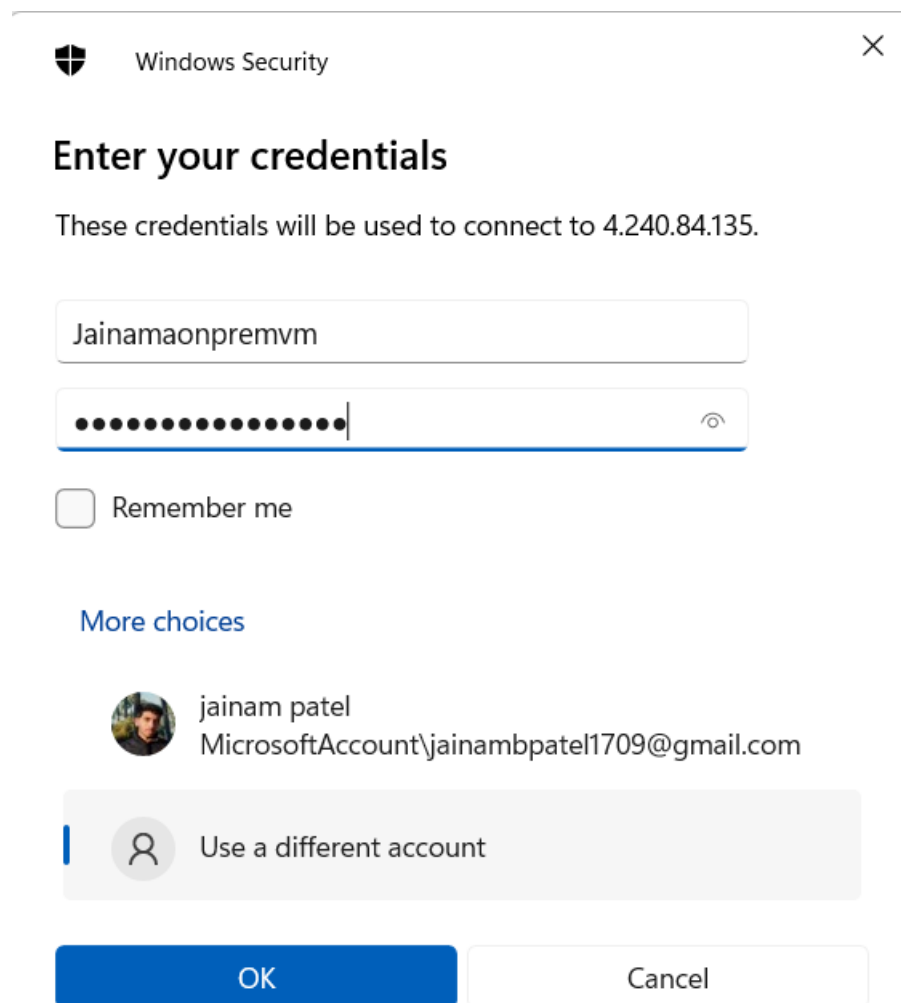 Windows Security
Enter your credentials
These credentials will be used to connect to 4.240.84.135.
Jainamaonpremvm
••••••••••••••••
Remember me
More choices
jainam patel
MicrosoftAccount\jainambpatel1709@gmail.com
Use a different account
OK
Cancel